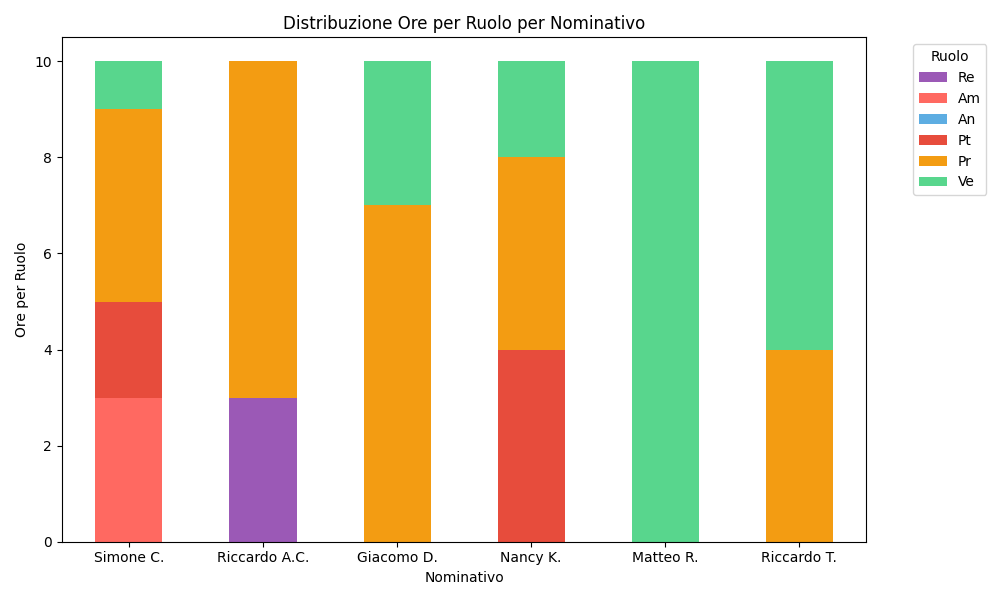 Distribuzione Ore per Ruolo per Nominativo
Ore per Ruolo
10
8
6
4
2
0
Simone C.
Riccardo A.C.
Giacomo D.
Nancy K.
Matteo R.
Riccardo T.
Nominativo
Ruolo
Re
Am
An
Pt
Pr
Ve